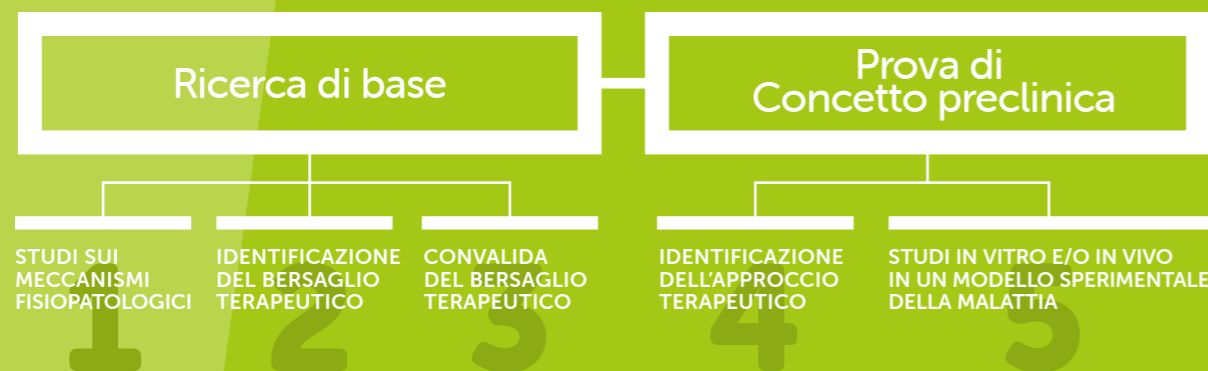 Ricerca di base
Prova di
Concetto preclinica
STUDI SUI
MECCANISMI
FISIOPATOLOGICI
1
IDENTIFICAZIONE
DEL BERSAGLIO
TERAPEUTICO
2
CONVALIDA
DEL BERSAGLIO
TERAPEUTICO
3
IDENTIFICAZIONE
DELL'APPROCCIO
TERAPEUTICO
4
STUDI IN VITRO E/O IN VIVO
IN UN MODELLO SPERIMENTALE
DELLA MALATTIA
5